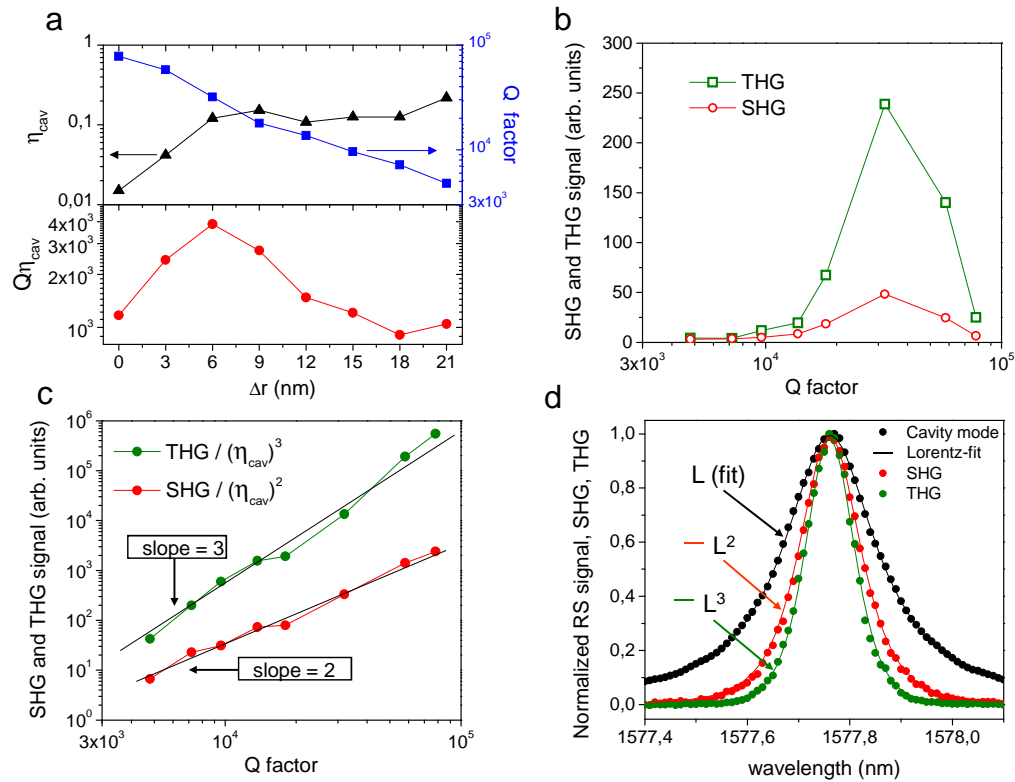 a
1
0,1
0,01
η_cav
10^5
10^4
3x10^3
Q factor
4x10^3
3x10^3
2x10^3
10^3
Qη_cav
0 3 6 9 12 15 18 21
Δr (nm)
b
300
250
200
150
100
50
0
SHG and THG signal (arb. units)
THG
SHG
3x10^3 10^4 10^5
Q factor
c
10^6
10^5
10^4
10^3
10^2
10^1
10^0
SHG and THG signal (arb. units)
THG / (η_cav)^3
SHG / (η_cav)^2
slope = 3
slope = 2
3x10^3 10^4 10^5
Q factor
d
1,0
0,8
0,6
0,4
0,2
0,0
Normalized RS signal, SHG, THG
Cavity mode
Lorentz-fit
SHG
THG
L (fit)
L^2
L^3
1577,4 1577,6 1577,8 1578,0
wavelength (nm)